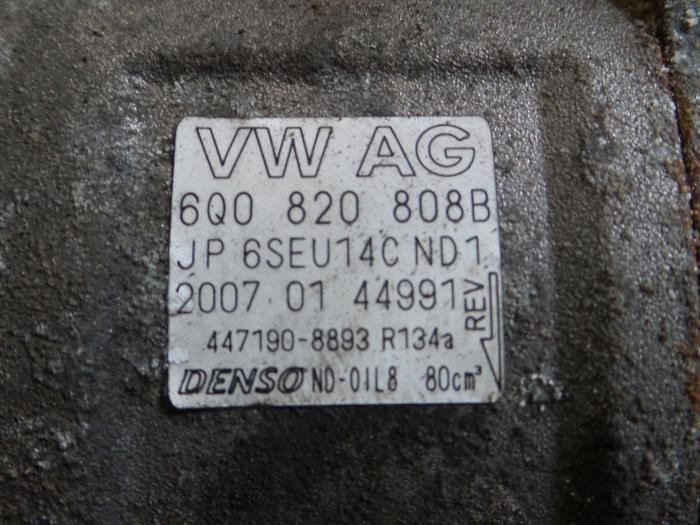 VW AG
6Q0 820 808B
JP 6SEU14C ND1
2007 01 44991
REV
447190-8893 R134a
DENSO ND-OIL8 80cm³